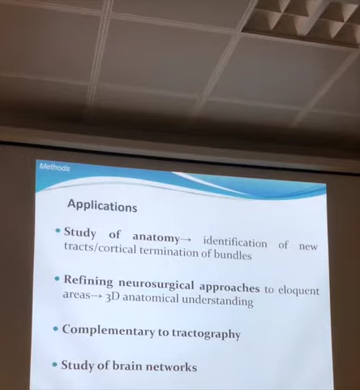 Methods
Applications
• Study of anatomy→ identification of new
tracts/cortical termination of bundles
• Refining neurosurgical approaches to eloquent
areas→ 3D anatomical understanding
• Complementary to tractography
• Study of brain networks